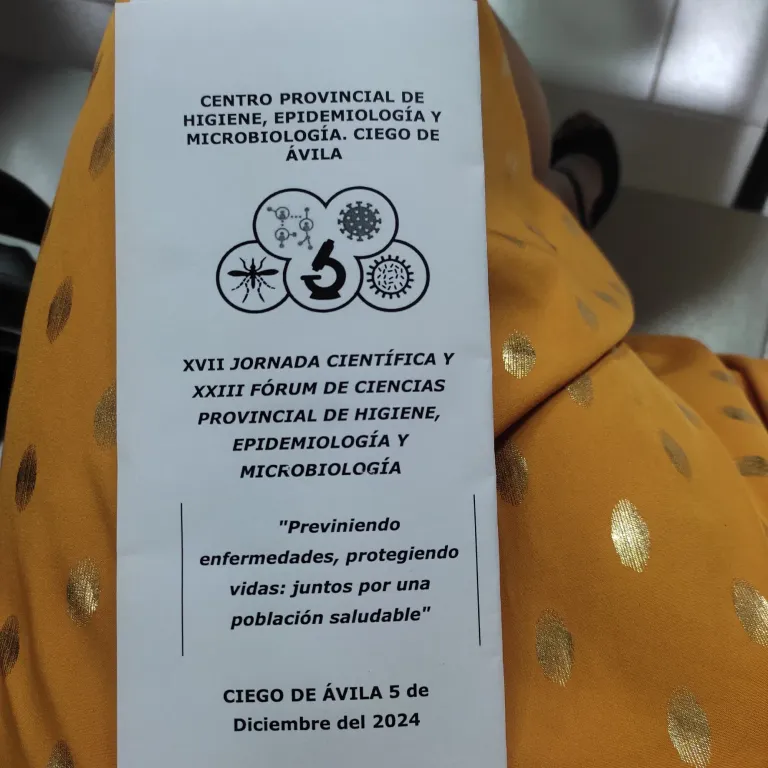 CENTRO PROVINCIAL DE
HIGIENE, EPIDEMIOLOGÍA Y
MICROBIOLOGÍA. CIEGO DE
ÁVILA
XVII JORNADA CIENTÍFICA Y
XXIII FÓRUM DE CIENCIAS
PROVINCIAL DE HIGIENE,
EPIDEMIOLOGÍA Y
MICROBIOLOGÍA
"Previniendo
enfermedades, protegiendo
vidas: juntos por una
población saludable"
CIEGO DE ÁVILA 5 de
Diciembre del 2024